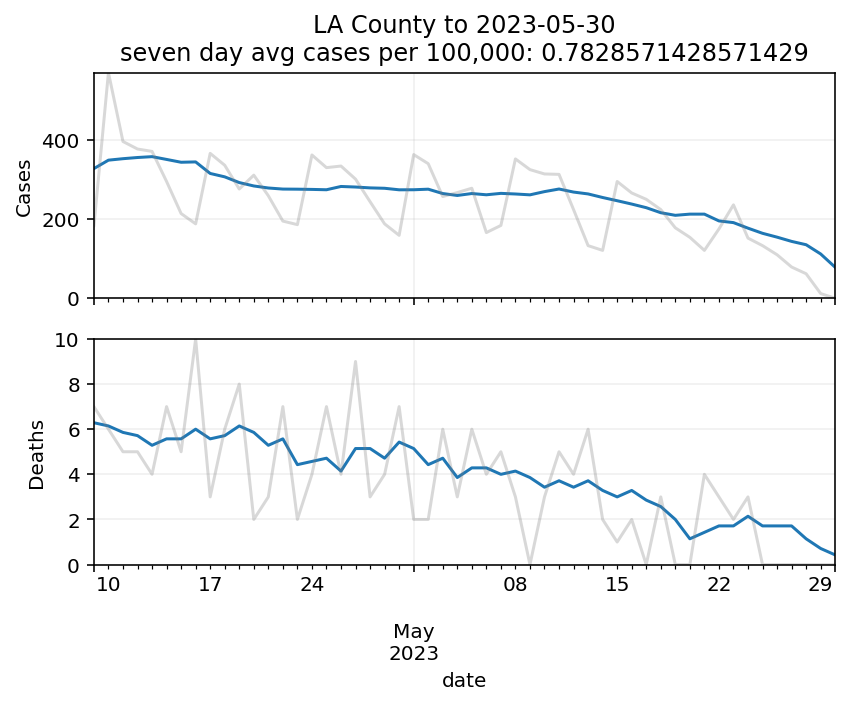 LA County to 2023-05-30
seven day avg cases per 100,000: 0.7828571428571429
400
200
0
Cases
10
8
6
4
2
0
Deaths
10 17 24 08 15 22 29
May
2023
date